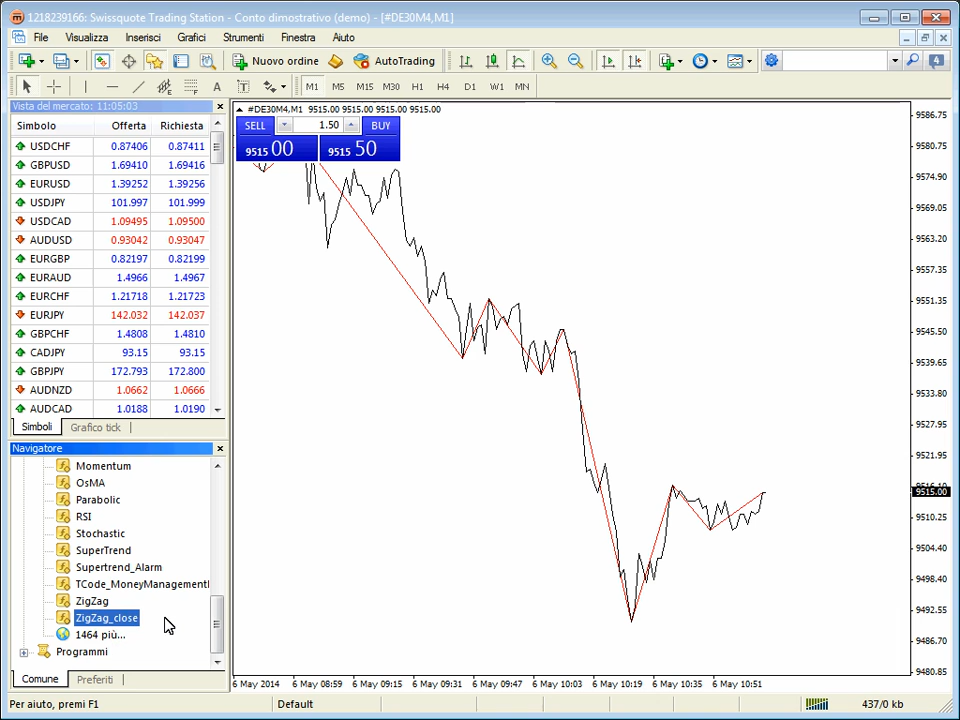 1218239166: Swissquote Trading Station - Conto dimostrativo (demo) - [#DE30M4,M1]
File Visualizza Inserisci Grafici Strumenti Finestra Aiuto
Nuovo ordine AutoTrading 4
A T M1 M5 M15 M30 H1 H4 D1 W1 MN
Vista del mercato: 11:05:03
Simbolo Offerta Richiesta
USDCHF 0.87406 0.87411
GBPUSD 1.69410 1.69416
EURUSD 1.39252 1.39256
USDJPY 101.997 101.999
USDCAD 1.09495 1.09500
AUDUSD 0.93042 0.93047
EURGBP 0.82197 0.82199
EURAUD 1.4966 1.4967
EURCHF 1.21718 1.21723
EURJPY 142.032 142.037
GBPCHF 1.4808 1.4810
CADJPY 93.15 93.15
GBPJPY 172.793 172.800
AUDNZD 1.0662 1.0666
AUDCAD 1.0188 1.0190
Simboli Grafico tick
Navigatore
Momentum
OsMA
Parabolic
RSI
Stochastic
SuperTrend
Supertrend_Alarm
TCode_MoneyManagement
ZigZag
ZigZag_close
1464 più...
Programmi
Comune Preferiti
#DE30M4,M1 9515.00 9515.00 9515.00 9515.00
SELL 1.50 BUY
9515 00 9515 50
9586.75
9580.75
9574.90
9569.05
9563.20
9557.35
9551.35
9545.50
9539.65
9533.80
9527.95
9521.95
9515.00
9510.25
9504.40
9498.40
9492.55
9486.70
9480.85
6 May 2014 6 May 08:59 6 May 09:15 6 May 09:31 6 May 09:47 6 May 10:03 6 May 10:19 6 May 10:35 6 May 10:51
Per aiuto, premi F1 Default 437/0 kb